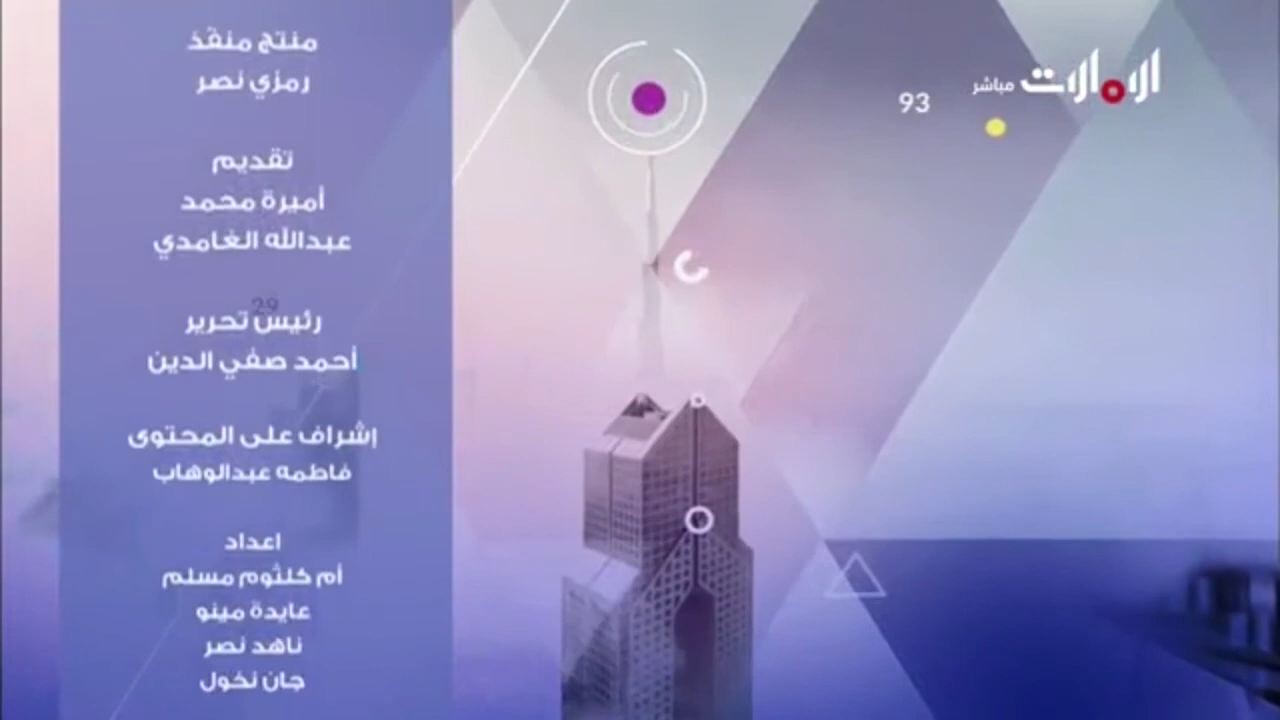 منتج منفذ
رمزي نصر
تقديم
أميرة محمد
عبدالله الغامدي
29
رئيس تحرير
أحمد صفي الدين
إشراف على المحتوى
فاطمه عبدالوهاب
اعداد
أم كلثوم مسلم
عايدة مينو
ناهد نصر
جان نخول
الإمارات مباشر
93